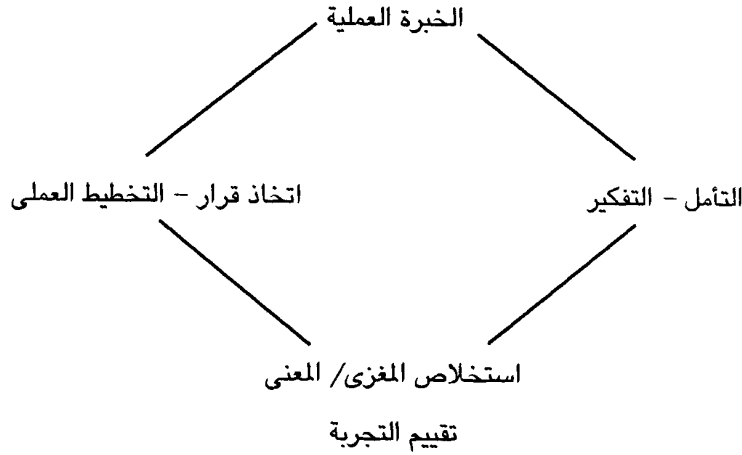 الخبرة العملية
التأمل - التفكير
اتخاذ قرار - التخطيط العملى
استخلاص المغزى/ المعنى
تقييم التجربة